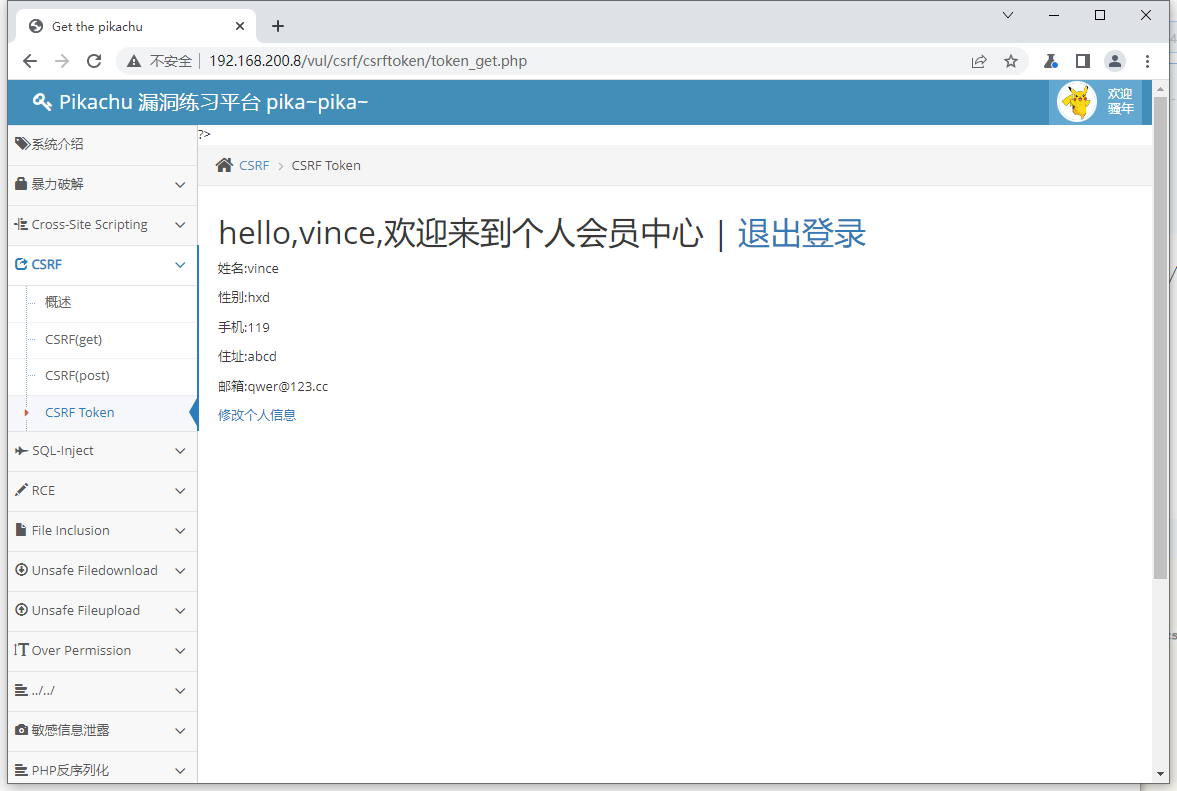 Get the pikachu
不安全 192.168.200.8/vul/csrf/csrftoken/token_get.php
Pikachu 漏洞练习平台 pika~pika~
欢迎
骚年
系统介绍
暴力破解
Cross-Site Scripting
CSRF
概述
CSRF(get)
CSRF(post)
CSRF Token
SQL-Inject
RCE
File Inclusion
Unsafe Filedownload
Unsafe Fileupload
Over Permission
../../
敏感信息泄露
PHP反序列化
?>
CSRF > CSRF Token
hello,vince,欢迎来到个人会员中心 | 退出登录
姓名:vince
性别:hxd
手机:119
住址:abcd
邮箱:qwer@123.cc
修改个人信息